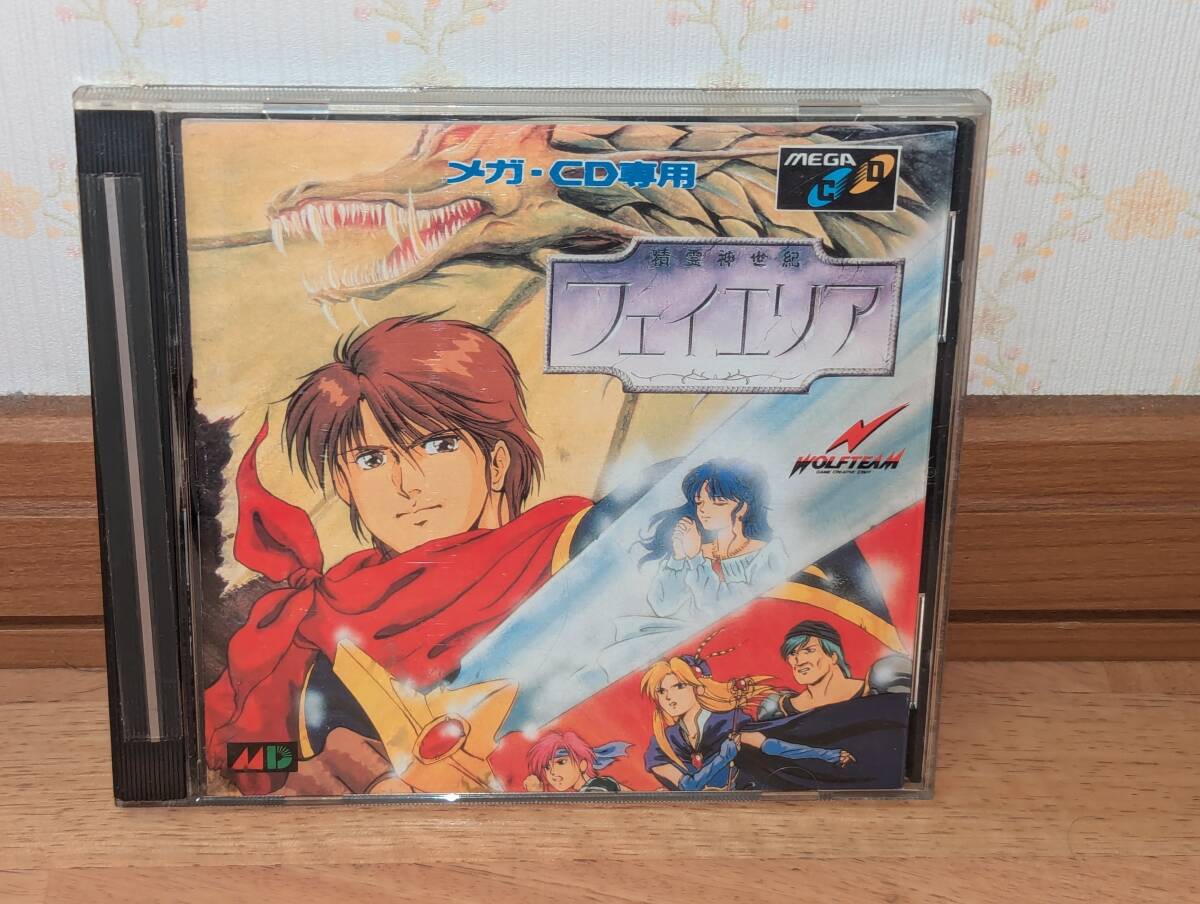 メガ・CD専用
MEGA
CD
精霊神世紀
フェイエリア
WOLFTEAM
GAME CREATIVE STAFF
MD